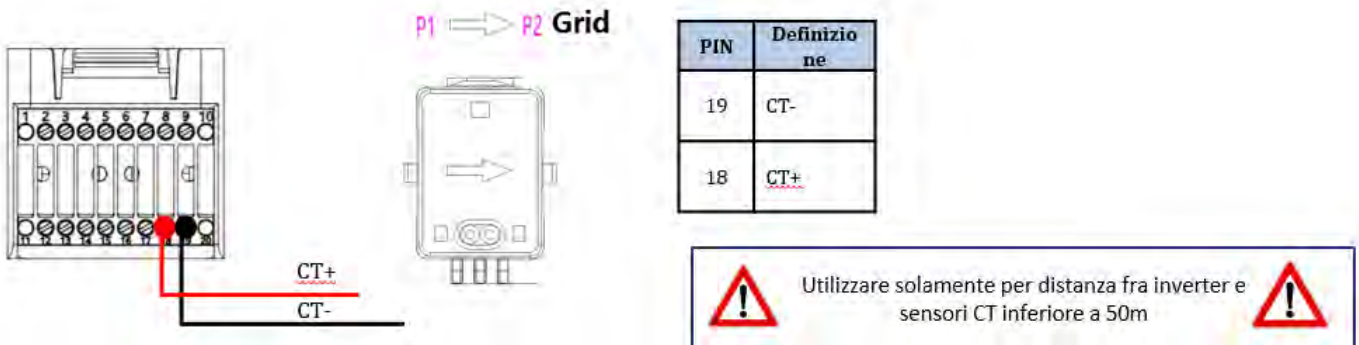 P1 P2 Grid
1 2 3 4 5 6 7 8 9 10
11 12 13 14 15 16 17 18 19 20
CT+
CT-
PIN Definizio
ne
19 CT-
18 CT+
Utilizzare solamente per distanza fra inverter e
sensori CT inferiore a 50m